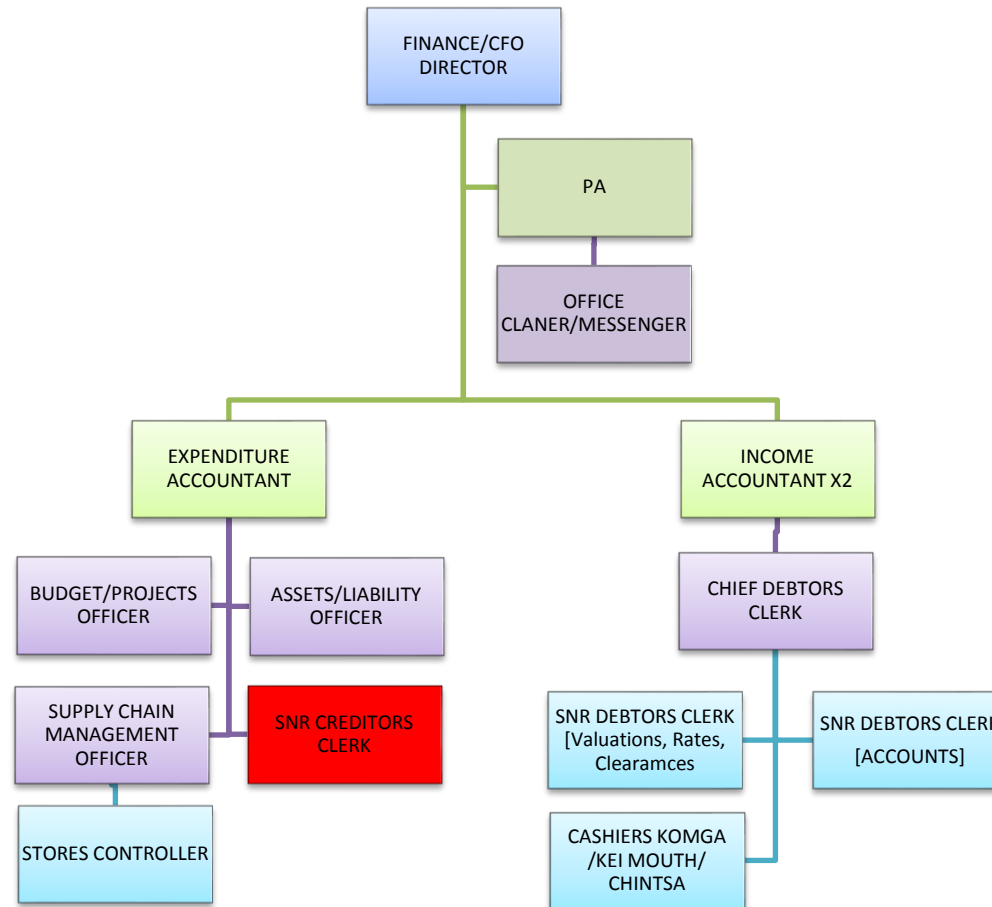 FINANCE/CFO
DIRECTOR
PA
OFFICE
CLANER/MESSENGER
EXPENDITURE
ACCOUNTANT
INCOME
ACCOUNTANT X2
BUDGET/PROJECTS
OFFICER
ASSETS/LIABILITY
OFFICER
CHIEF DEBTORS
CLERK
SUPPLY CHAIN
MANAGEMENT
OFFICER
SNR CREDITORS
CLERK
SNR DEBTORS CLERK
[Valuations, Rates,
Clearamces
SNR DEBTORS CLERK
[ACCOUNTS]
STORES CONTROLLER
CASHIERS KOMGA
/KEI MOUTH/
CHINTSA